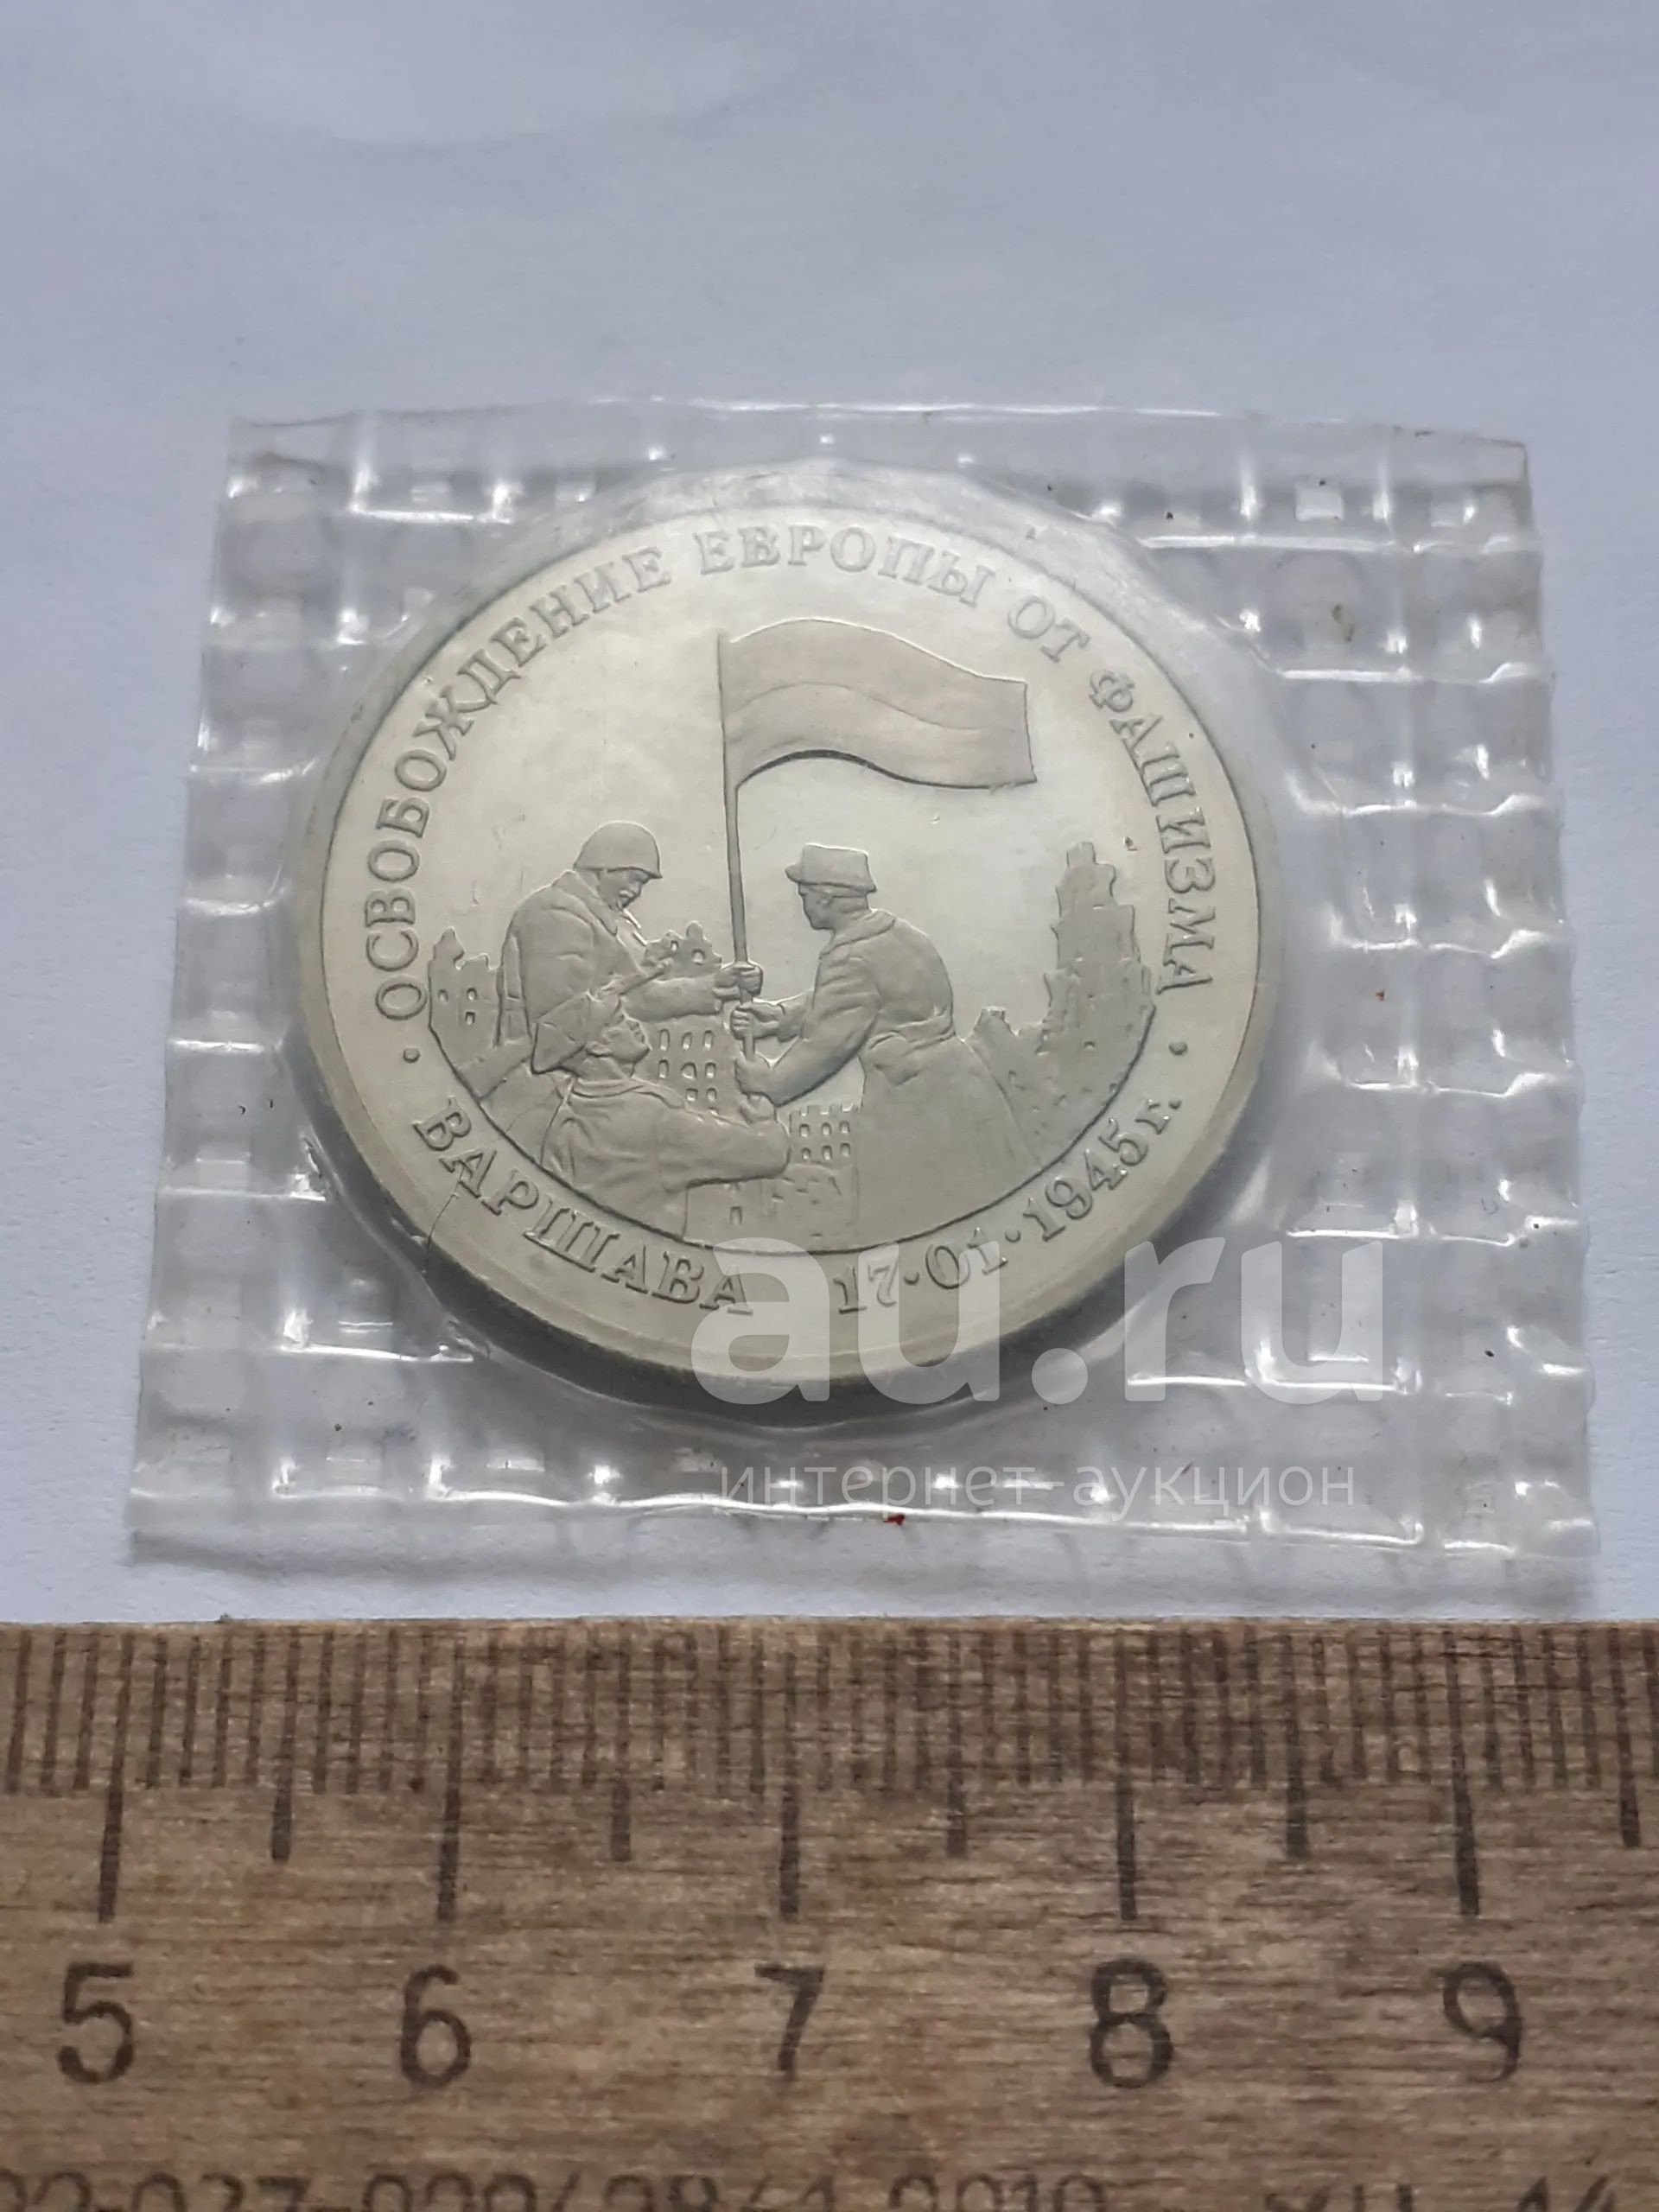 · ОСВОБОЖДЕНИЕ ЕВРОПЫ ОТ ФАШИЗМА ·
ВАРШАВА 17·01·1945 г.
au.ru
интернет-аукцион
5 6 7 8 9